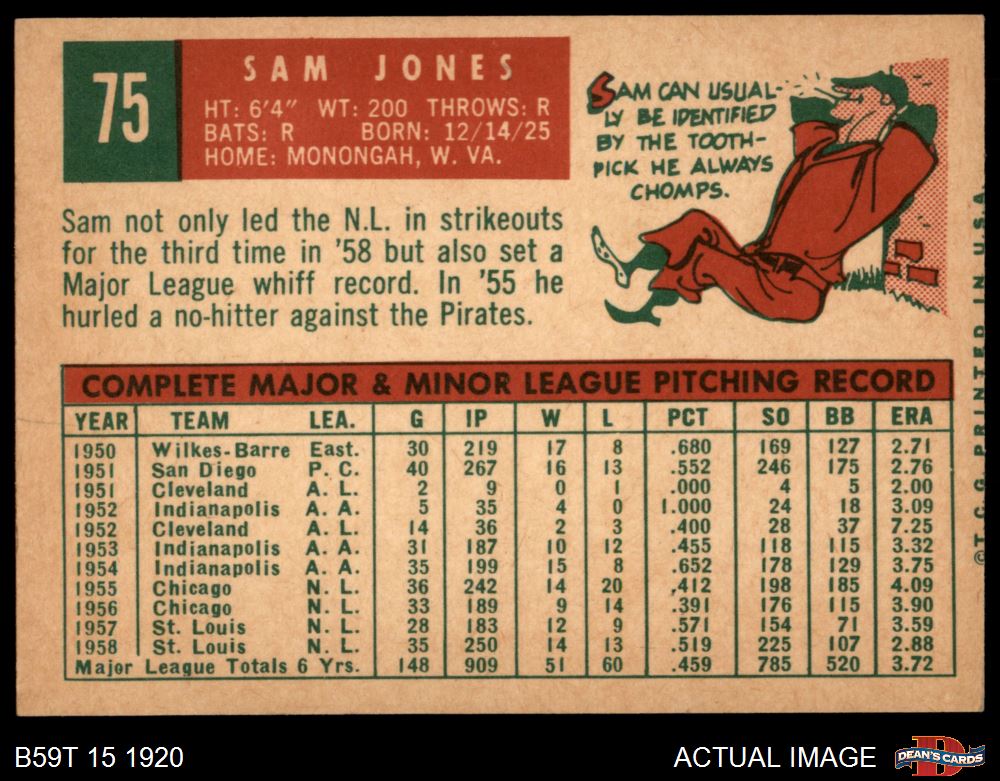 75
SAM JONES
HT: 6'4" WT: 200 THROWS: R
BATS: R BORN: 12/14/25
HOME: MONONGAH, W. VA.
SAM CAN USUAL-
LY BE IDENTIFIED
BY THE TOOTH-
PICK HE ALWAYS
CHOMPS.
Sam not only led the N.L. in strikeouts
for the third time in '58 but also set a
Major League whiff record. In '55 he
hurled a no-hitter against the Pirates.
COMPLETE MAJOR & MINOR LEAGUE PITCHING RECORD
YEAR TEAM LEA. G IP W L PCT SO BB ERA
1950 Wilkes-Barre East. 30 219 17 8 .680 169 127 2.71
1951 San Diego P. C. 40 267 16 13 .552 246 175 2.76
1951 Cleveland A. L. 2 9 0 1 .000 4 5 2.00
1952 Indianapolis A. A. 5 35 4 0 1.000 24 18 3.09
1952 Cleveland A. L. 14 36 2 3 .400 28 37 7.25
1953 Indianapolis A. A. 31 187 10 12 .455 118 115 3.32
1954 Indianapolis A. A. 35 199 15 8 .652 178 129 3.75
1955 Chicago N. L. 36 242 14 20 .412 198 185 4.09
1956 Chicago N. L. 33 189 9 14 .391 176 115 3.90
1957 St. Louis N. L. 28 183 12 9 .571 154 71 3.59
1958 St. Louis N. L. 35 250 14 13 .519 225 107 2.88
Major League Totals 6 Yrs. 148 909 51 60 .459 785 520 3.72
© T. C. G. PRINTED IN U.S.A.
B59T 15 1920
ACTUAL IMAGE
DEAN'S CARDS